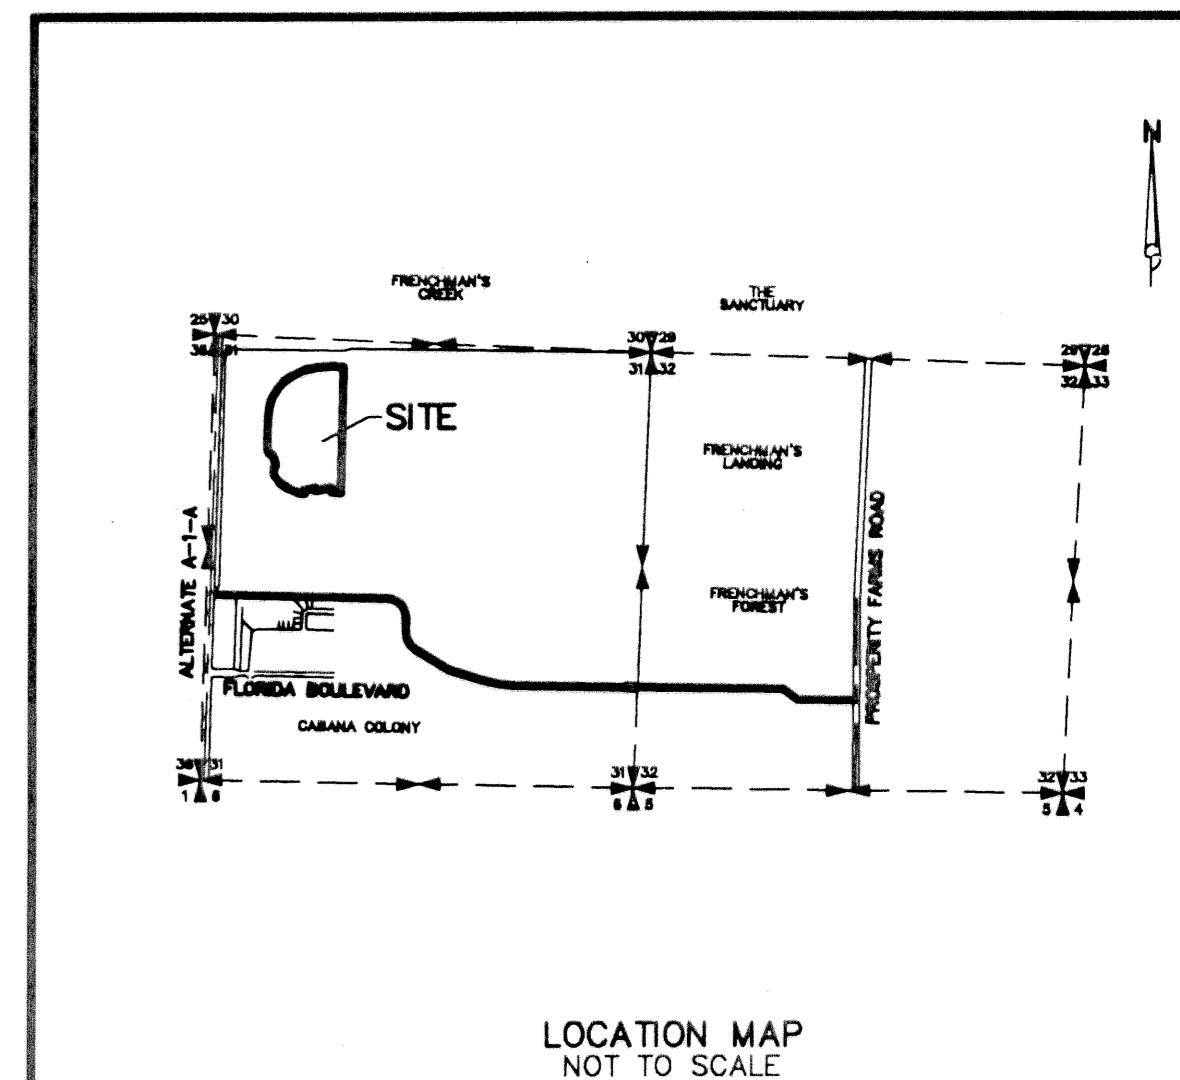 N
FRENCHMAN'S
CREEK
THE
SANCTUARY
25 30
36 31
30 29
31 32
29 28
32 33
SITE
FRENCHMAN'S
LANDING
ALTERNATE A-1-A
PROSPERITY FARMS ROAD
FRENCHMAN'S
FOREST
FLORIDA BOULEVARD
CABANA COLONY
36 31
1 6
31 32
6 5
32 33
5 4
LOCATION MAP
NOT TO SCALE